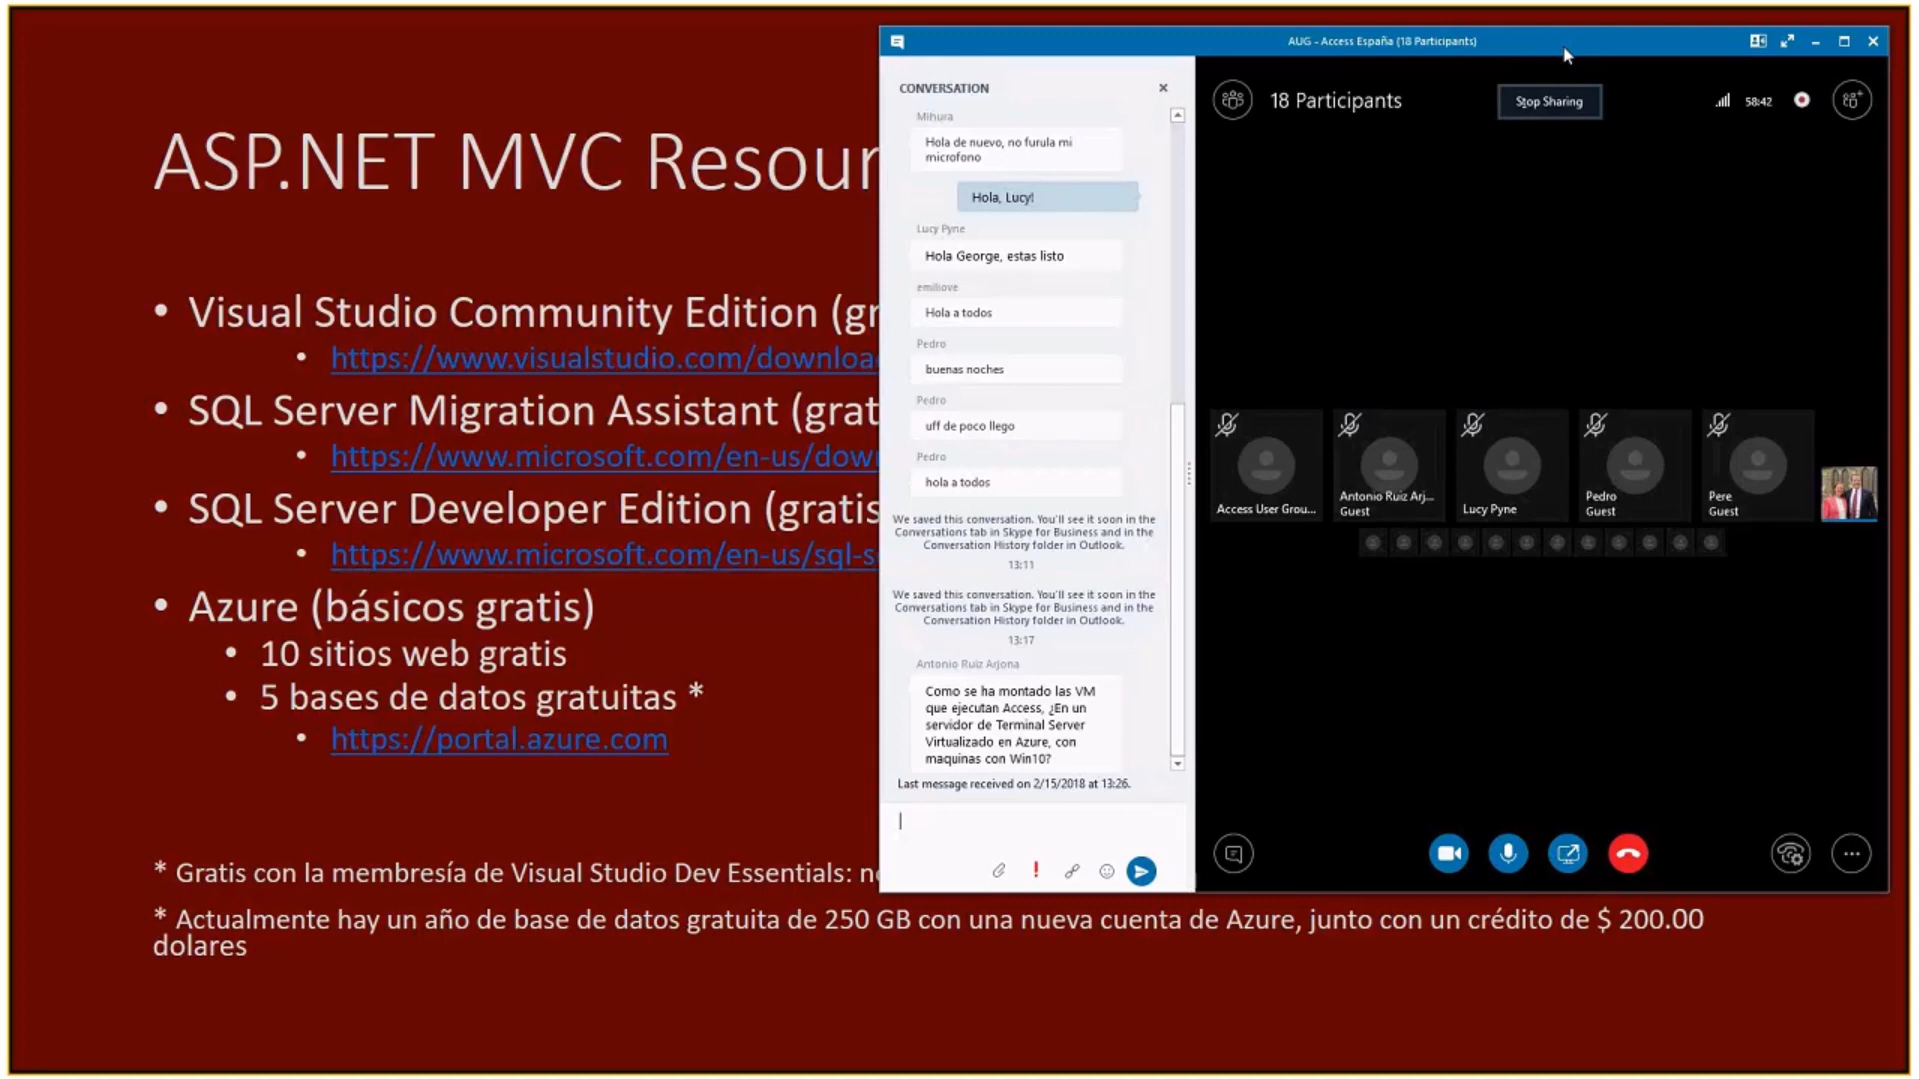 ASP.NET MVC Resour
• Visual Studio Community Edition (gr
• https://www.visualstudio.com/downloa
• SQL Server Migration Assistant (grat
• https://www.microsoft.com/en-us/dow
• SQL Server Developer Edition (gratis
• https://www.microsoft.com/en-us/sql-s
• Azure (básicos gratis)
• 10 sitios web gratis
• 5 bases de datos gratuitas *
• https://portal.azure.com
* Gratis con la membresía de Visual Studio Dev Essentials: n
* Actualmente hay un año de base de datos gratuita de 250 GB con una nueva cuenta de Azure, junto con un crédito de $ 200.00
dolares
AUG - Access España (18 Participants)
CONVERSATION
Mihura
Hola de nuevo, no furula mi
microfono
Hola, Lucy!
Lucy Pyne
Hola George, estas listo
emiliove
Hola a todos
Pedro
buenas noches
Pedro
uff de poco llego
Pedro
hola a todos
We saved this conversation. You'll see it soon in the
Conversations tab in Skype for Business and in the
Conversation History folder in Outlook.
13:11
We saved this conversation. You'll see it soon in the
Conversations tab in Skype for Business and in the
Conversation History folder in Outlook.
13:17
Antonio Ruiz Arjona
Como se ha montado las VM
que ejecutan Access, ¿En un
servidor de Terminal Server
Virtualizado en Azure, con
maquinas con Win10?
Last message received on 2/15/2018 at 13:26.
18 Participants
Stop Sharing
58:42
Access User Grou...
Antonio Ruiz Arj...
Guest
Lucy Pyne
Pedro
Guest
Pere
Guest